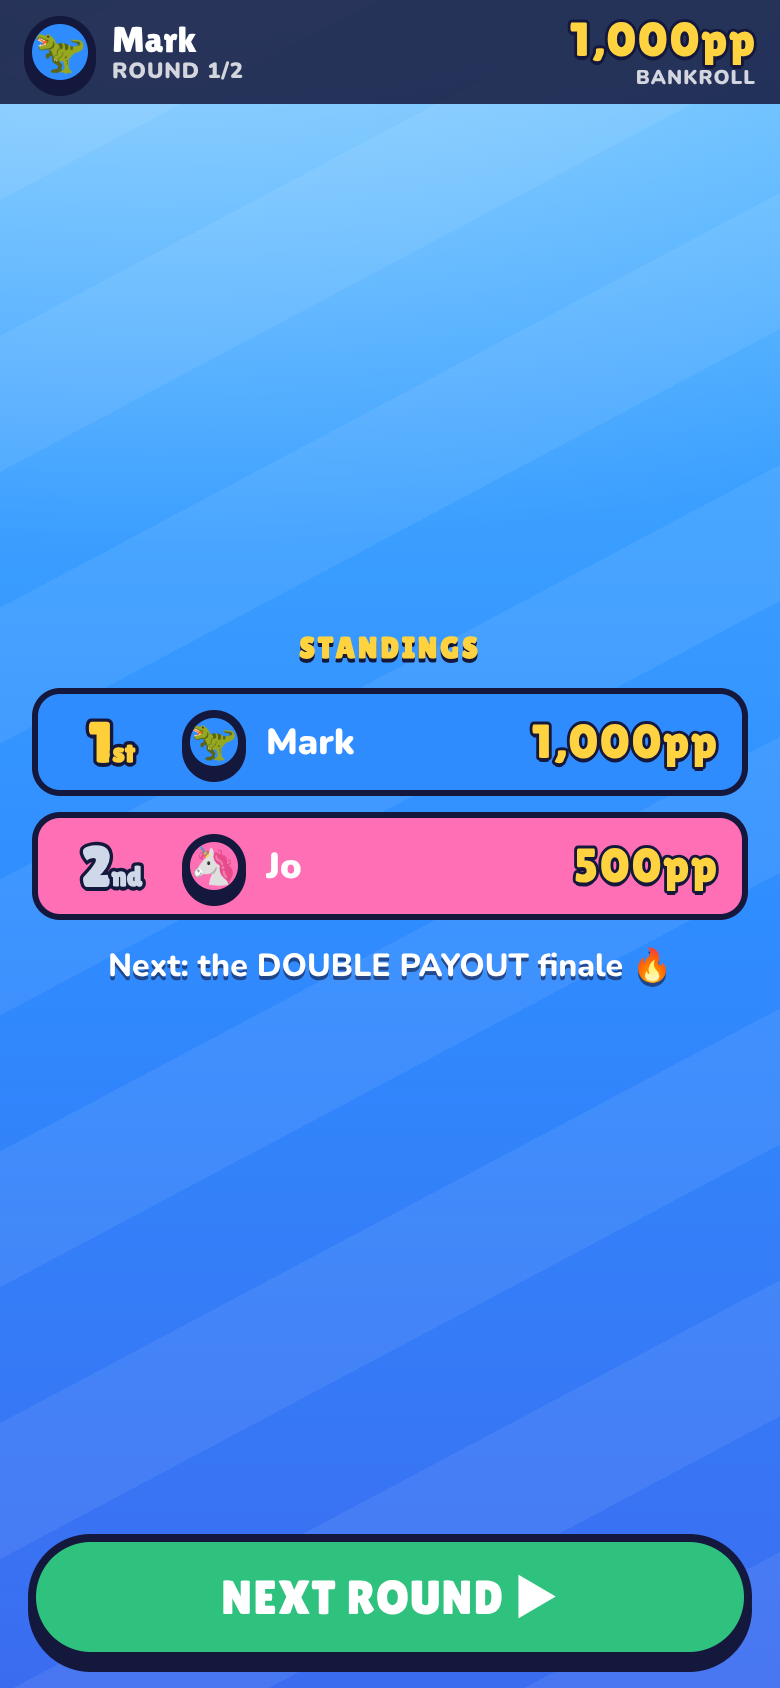 Mark
ROUND 1/2
1,000pp
BANKROLL
STANDINGS
1st Mark 1,000pp
2nd Jo 500pp
Next: the DOUBLE PAYOUT finale 🔥
NEXT ROUND ▶